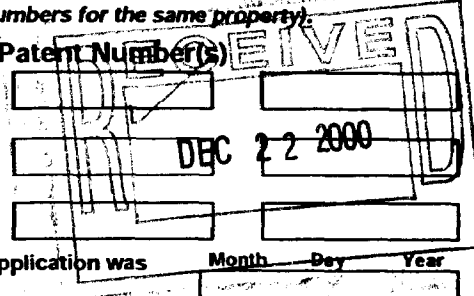 umbers for the same property).
Patent Number(s)
RECEIVED
DEC 22 2000
pplication was Month Day Year